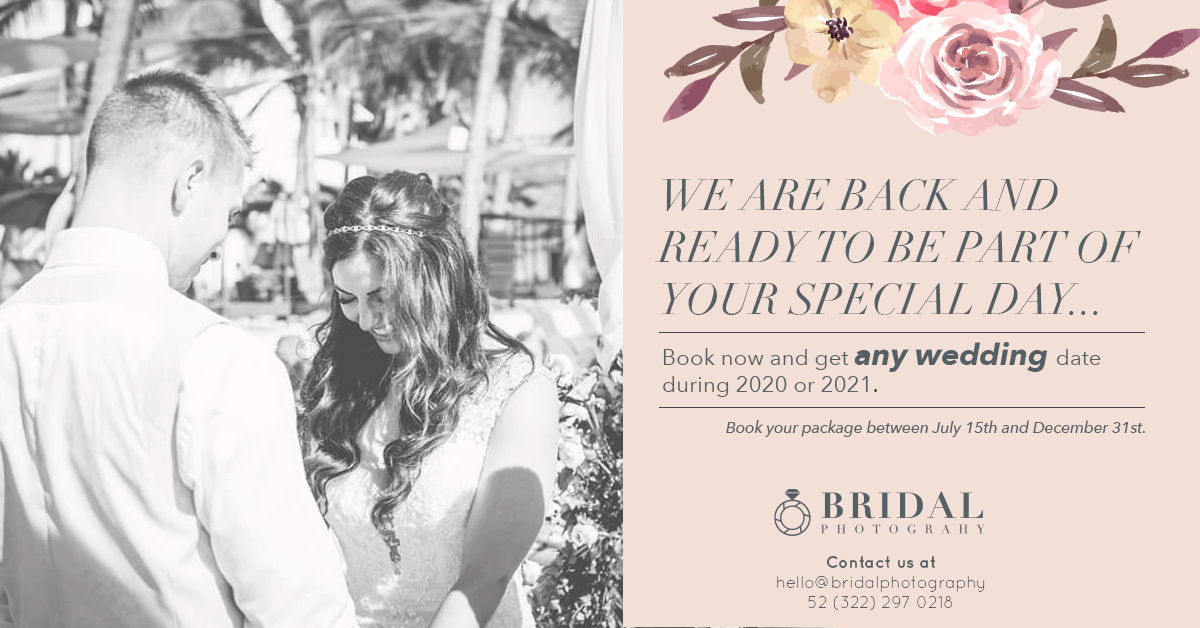 WE ARE BACK AND
READY TO BE PART OF
YOUR SPECIAL DAY...
Book now and get any wedding date
during 2020 or 2021.
Book your package between July 15th and December 31st.
BRIDAL
PHOTOGRAHY
Contact us at
hello@bridalphotography
52 (322) 297 0218